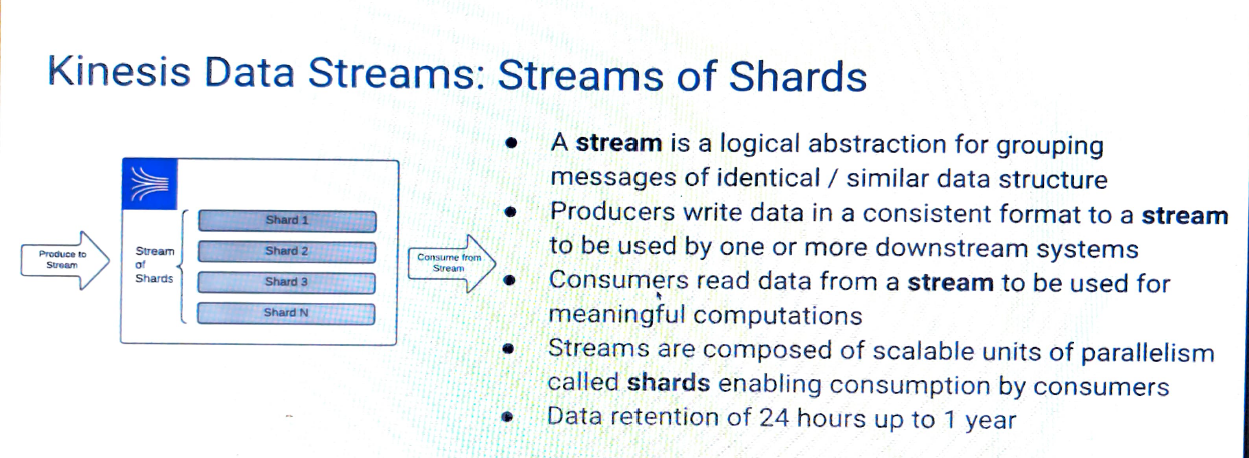 Kinesis Data Streams: Streams of Shards
Produce to
Stream
Stream
of
Shards
Shard 1
Shard 2
Shard 3
Shard N
Consume from
Stream
● A stream is a logical abstraction for grouping
messages of identical / similar data structure
● Producers write data in a consistent format to a stream
to be used by one or more downstream systems
● Consumers read data from a stream to be used for
meaningful computations
● Streams are composed of scalable units of parallelism
called shards enabling consumption by consumers
● Data retention of 24 hours up to 1 year